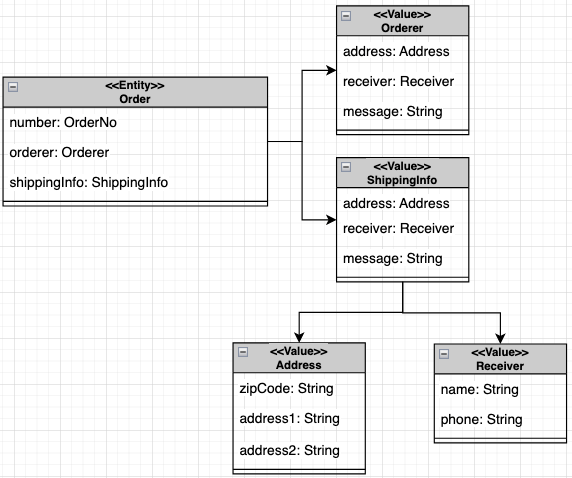 <<Value>>
Orderer
address: Address
receiver: Receiver
message: String
<<Entity>>
Order
number: OrderNo
orderer: Orderer
shippingInfo: ShippingInfo
<<Value>>
ShippingInfo
address: Address
receiver: Receiver
message: String
<<Value>>
Address
zipCode: String
address1: String
address2: String
<<Value>>
Receiver
name: String
phone: String